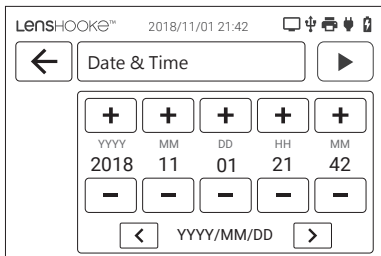 LENSHOOKE™ 2018/11/01 21:42
Date & Time
+ + + + +
YYYY MM DD HH MM
2018 11 01 21 42
− − − − −
< YYYY/MM/DD >